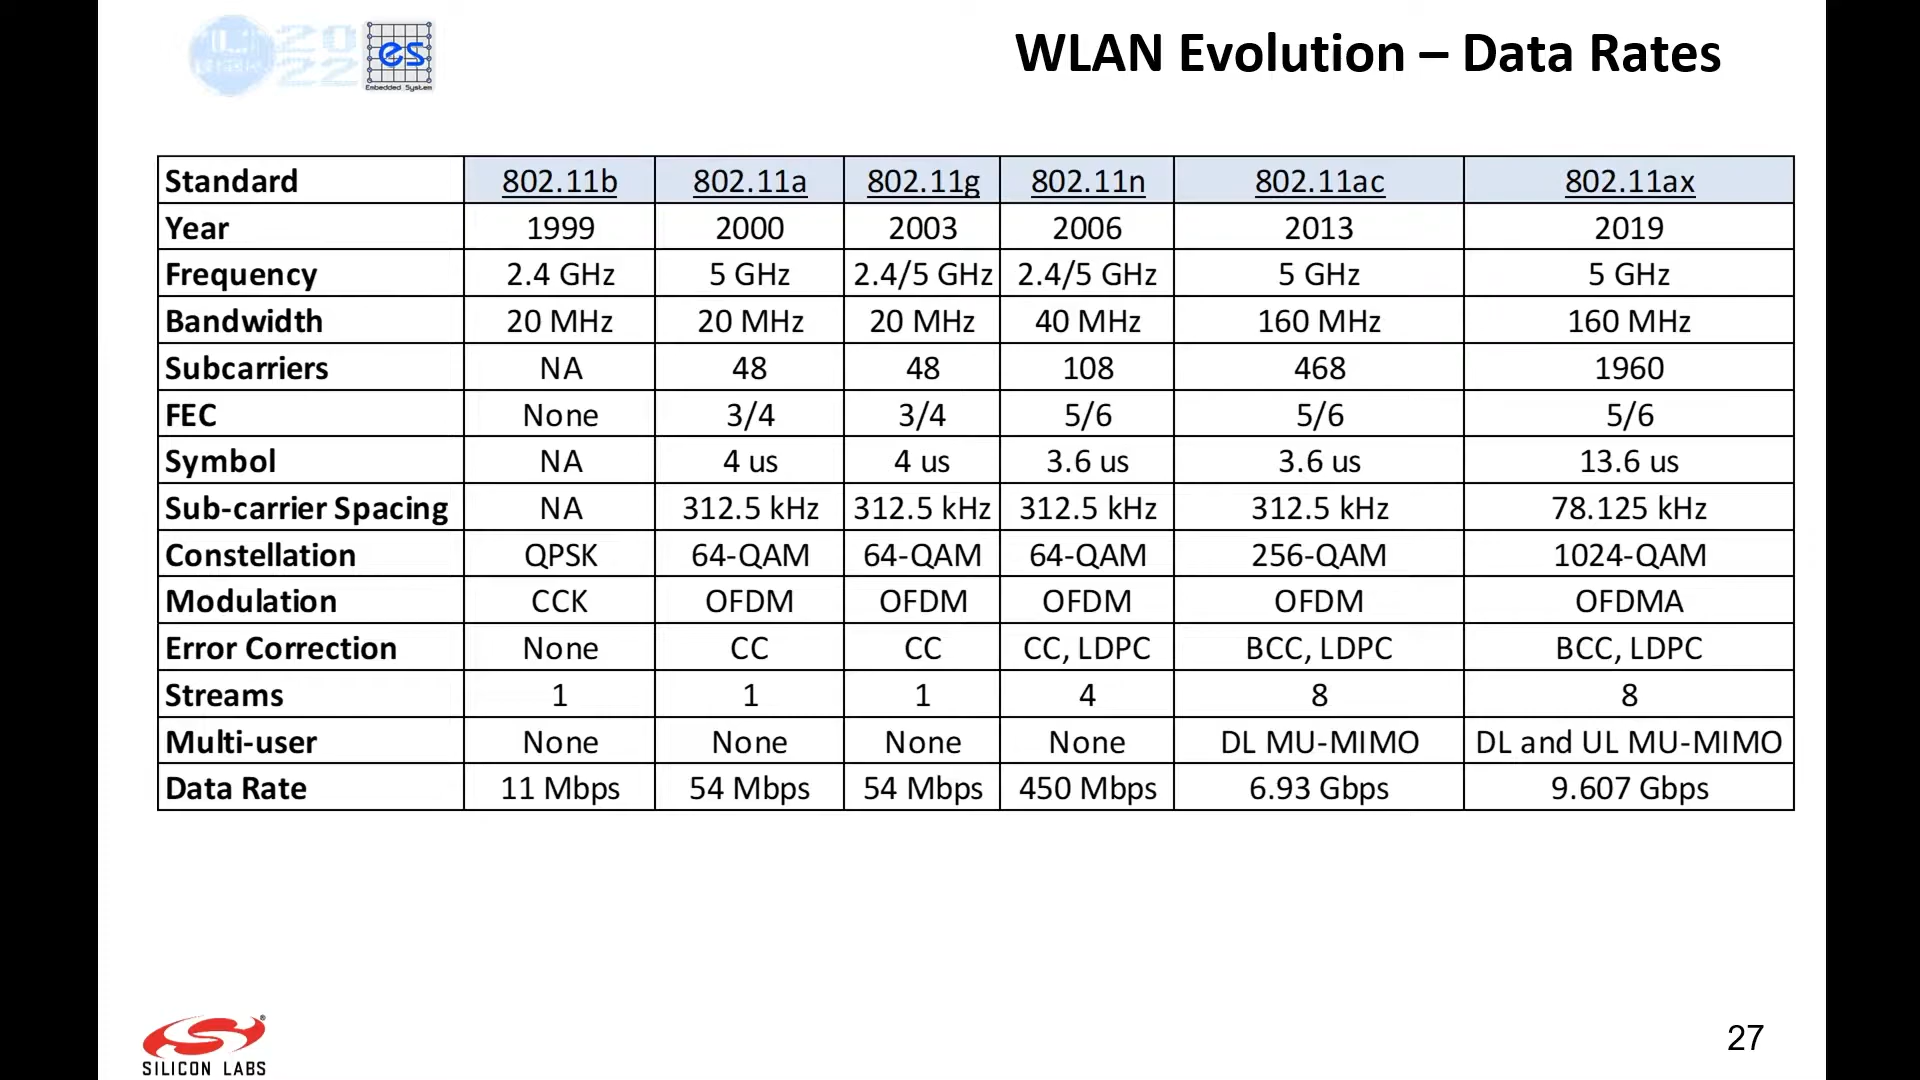 20
22
es
Embedded System
WLAN Evolution – Data Rates
Standard 802.11b 802.11a 802.11g 802.11n 802.11ac 802.11ax
Year 1999 2000 2003 2006 2013 2019
Frequency 2.4 GHz 5 GHz 2.4/5 GHz 2.4/5 GHz 5 GHz 5 GHz
Bandwidth 20 MHz 20 MHz 20 MHz 40 MHz 160 MHz 160 MHz
Subcarriers NA 48 48 108 468 1960
FEC None 3/4 3/4 5/6 5/6 5/6
Symbol NA 4 us 4 us 3.6 us 3.6 us 13.6 us
Sub-carrier Spacing NA 312.5 kHz 312.5 kHz 312.5 kHz 312.5 kHz 78.125 kHz
Constellation QPSK 64-QAM 64-QAM 64-QAM 256-QAM 1024-QAM
Modulation CCK OFDM OFDM OFDM OFDM OFDMA
Error Correction None CC CC CC, LDPC BCC, LDPC BCC, LDPC
Streams 1 1 1 4 8 8
Multi-user None None None None DL MU-MIMO DL and UL MU-MIMO
Data Rate 11 Mbps 54 Mbps 54 Mbps 450 Mbps 6.93 Gbps 9.607 Gbps
SILICON LABS
27